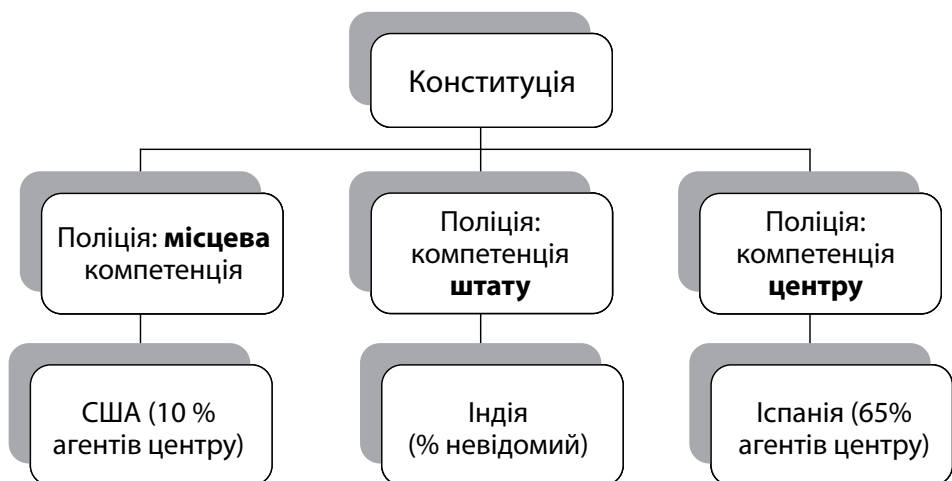 Конституція
Поліція: місцева
компетенція
Поліція:
компетенція
штату
Поліція:
компетенція
центру
США (10 %
агентів центру)
Індія
(% невідомий)
Іспанія (65%
агентів центру)